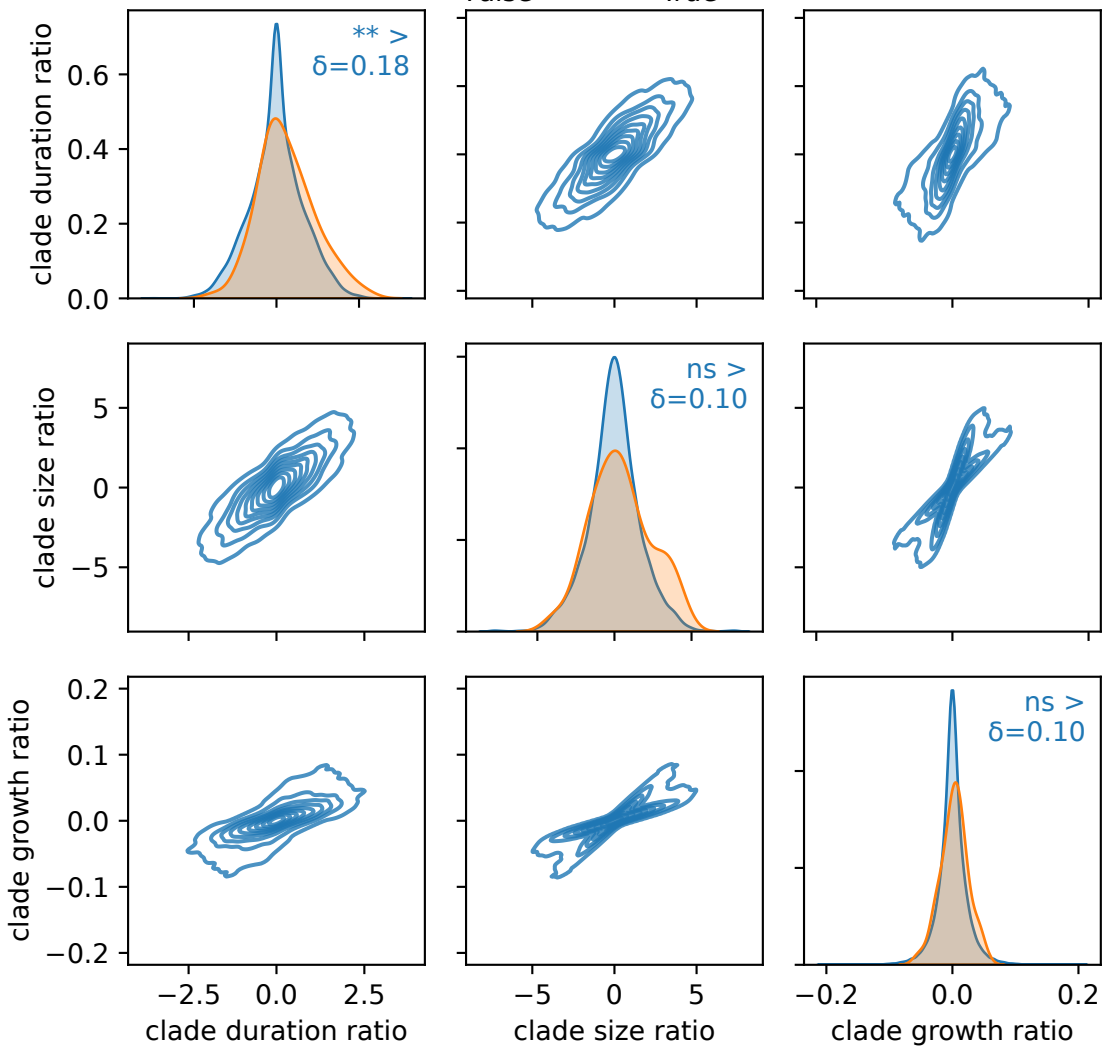 clade duration ratio
0.6
0.4
0.2
0.0
** >
δ=0.18
clade size ratio
5
0
−5
ns >
δ=0.10
clade growth ratio
0.2
0.1
0.0
−0.1
−0.2
ns >
δ=0.10
−2.5 0.0 2.5
clade duration ratio
−5 0 5
clade size ratio
−0.2 0.0 0.2
clade growth ratio